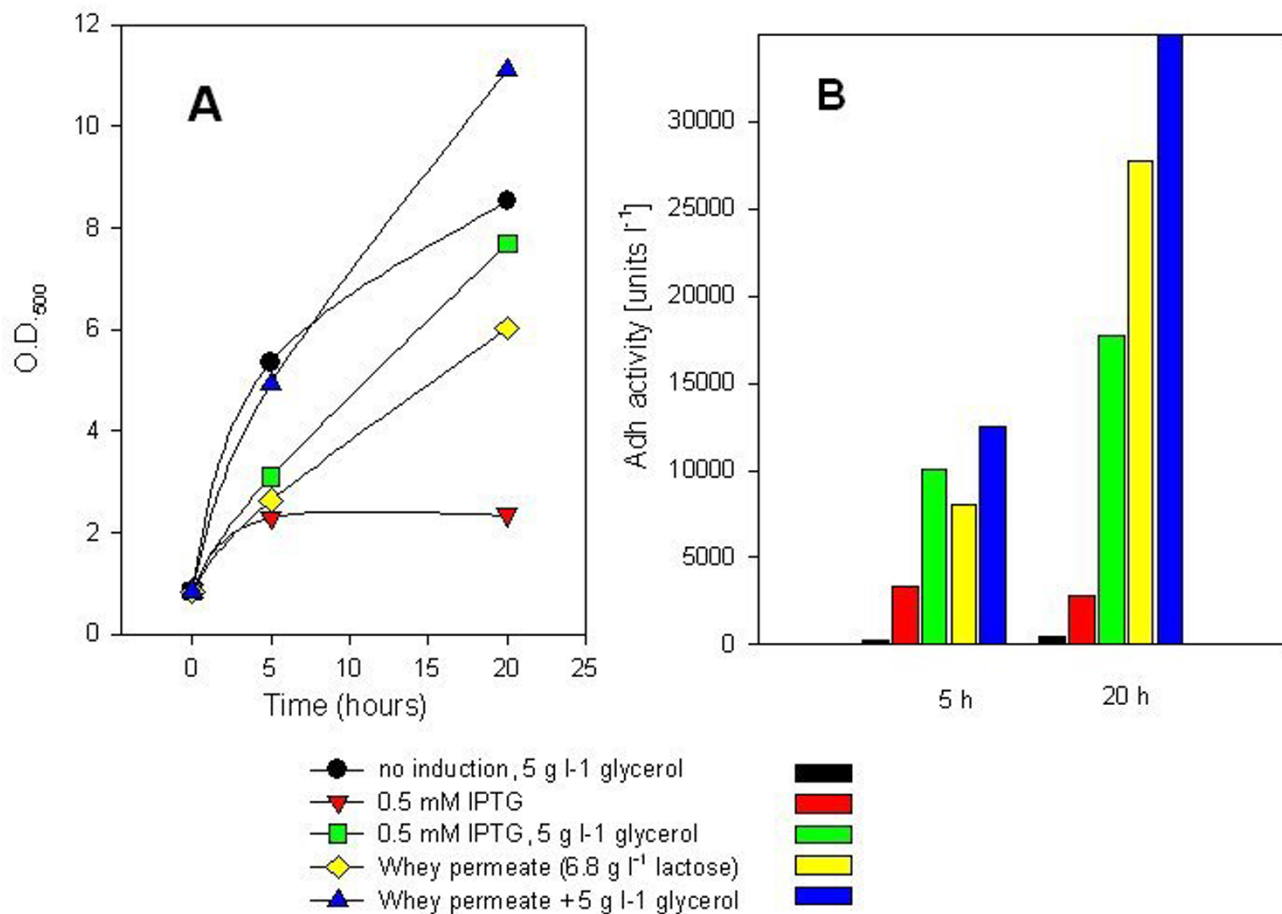 A
12
10
8
6
4
2
0
O.D.500
0 5 10 15 20 25
Time (hours)
B
30000
25000
20000
15000
10000
5000
0
Adh activity [units l-1]
5 h 20 h
no induction, 5 g l-1 glycerol
0.5 mM IPTG
0.5 mM IPTG, 5 g l-1 glycerol
Whey permeate (6.8 g l-1 lactose)
Whey permeate +5 g l-1 glycerol